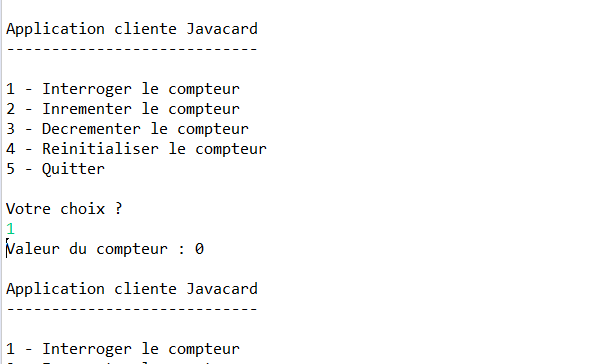 Application cliente Javacard
----------------------------
1 - Interroger le compteur
2 - Inrementer le compteur
3 - Decrementer le compteur
4 - Reinitialiser le compteur
5 - Quitter
Votre choix ?
1
Valeur du compteur : 0
Application cliente Javacard
----------------------------
1 - Interroger le compteur